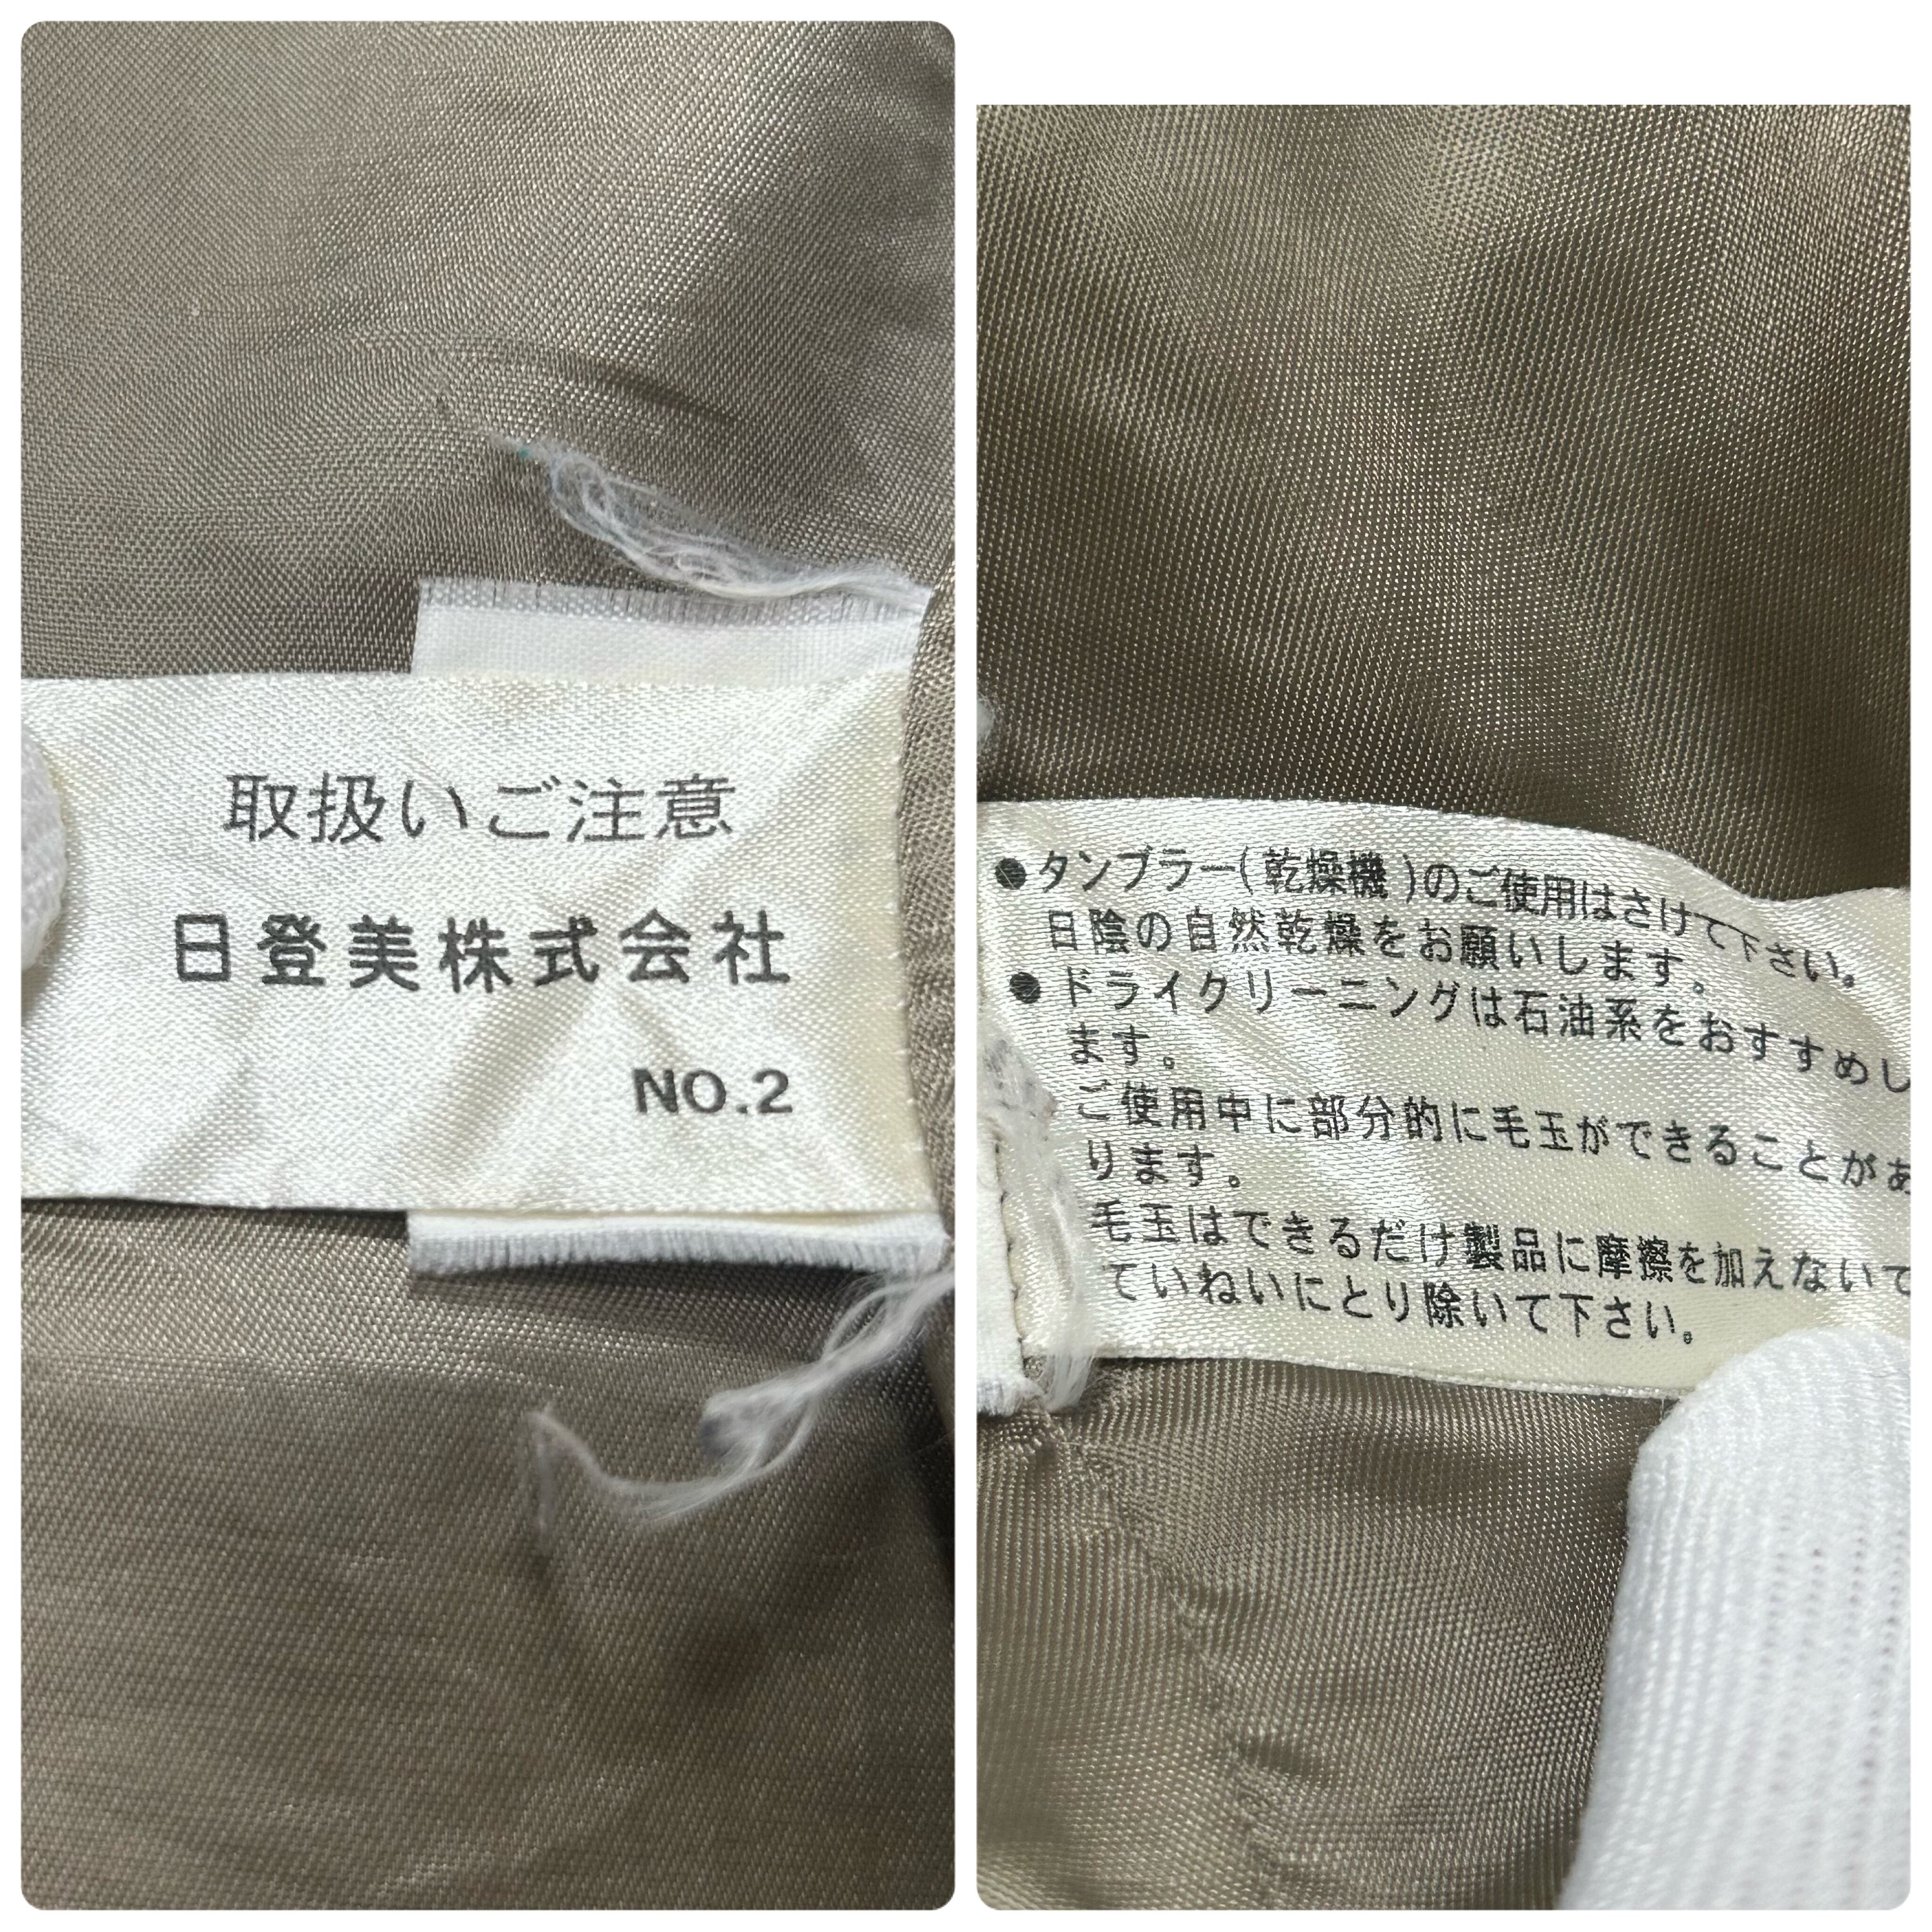 取扱いご注意
日登美株式会社
NO.2
●タンブラー(乾燥機)のご使用はさけて下さい。
日陰の自然乾燥をお願いします。
●ドライクリーニングは石油系をおすすめし
ます。
ご使用中に部分的に毛玉ができることがあ
ります。
毛玉はできるだけ製品に摩擦を加えないで
ていねいにとり除いて下さい。